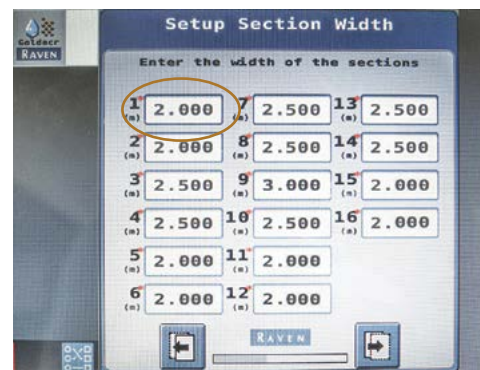 Setup Section Width
Goldacr
RAVEN
Enter the width of the sections
1 (m) 2.000 7 (m) 2.500 13 (m) 2.500
2 (m) 2.000 8 (m) 2.500 14 (m) 2.500
3 (m) 2.500 9 (m) 3.000 15 (m) 2.000
4 (m) 2.500 10 (m) 2.500 16 (m) 2.000
5 (m) 2.000 11 (m) 2.000
6 (m) 2.000 12 (m) 2.000
RAVEN